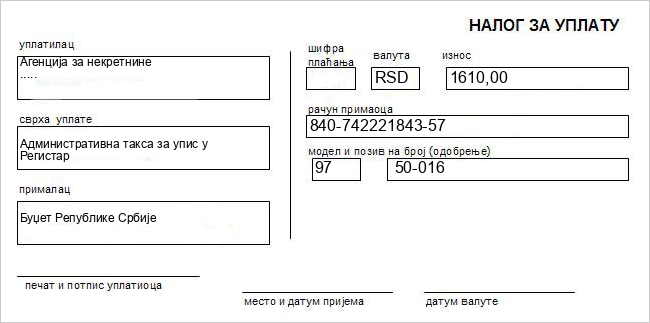 НАЛОГ ЗА УПЛАТУ
уплатилац
Агенција за некретнине
.....
сврха уплате
Административна такса за упис у
Регистар
прималац
Буџет Републике Србије
печат и потпис уплатиоца
шифра
плаћања
валута
износ
RSD
1610,00
рачун примаоца
840-742221843-57
модел и позив на број (одобрење)
97
50-016
место и датум пријема
датум валуте